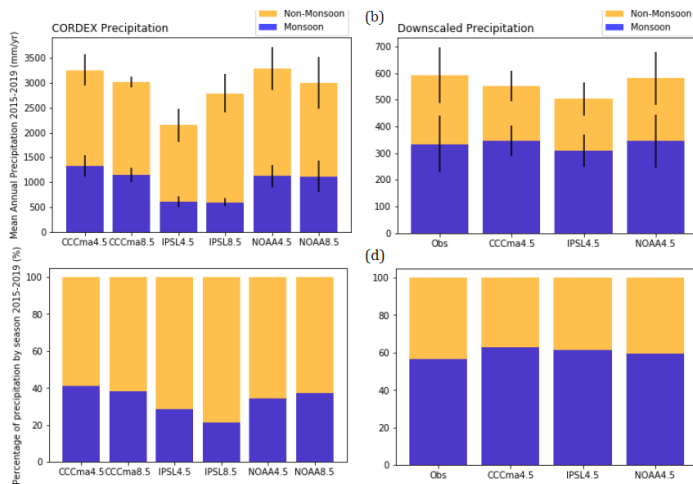 Non-Monsoon
Monsoon
CORDEX Precipitation
Mean Annual Precipitation 2015-2019 (mm/yr)
3500
3000
2500
2000
1500
1000
500
0
CCCma4.5 CCCma8.5 IPSL4.5 IPSL8.5 NOAA4.5 NOAA8.5
(b)
Non-Monsoon
Monsoon
Downscaled Precipitation
700
600
500
400
300
200
100
0
Obs CCCma4.5 IPSL4.5 NOAA4.5
Percentage of precipitation by season 2015-2019 (%)
100
80
60
40
20
0
CCCma4.5 CCCma8.5 IPSL4.5 IPSL8.5 NOAA4.5 NOAA8.5
(d)
100
80
60
40
20
0
Obs CCCma4.5 IPSL4.5 NOAA4.5